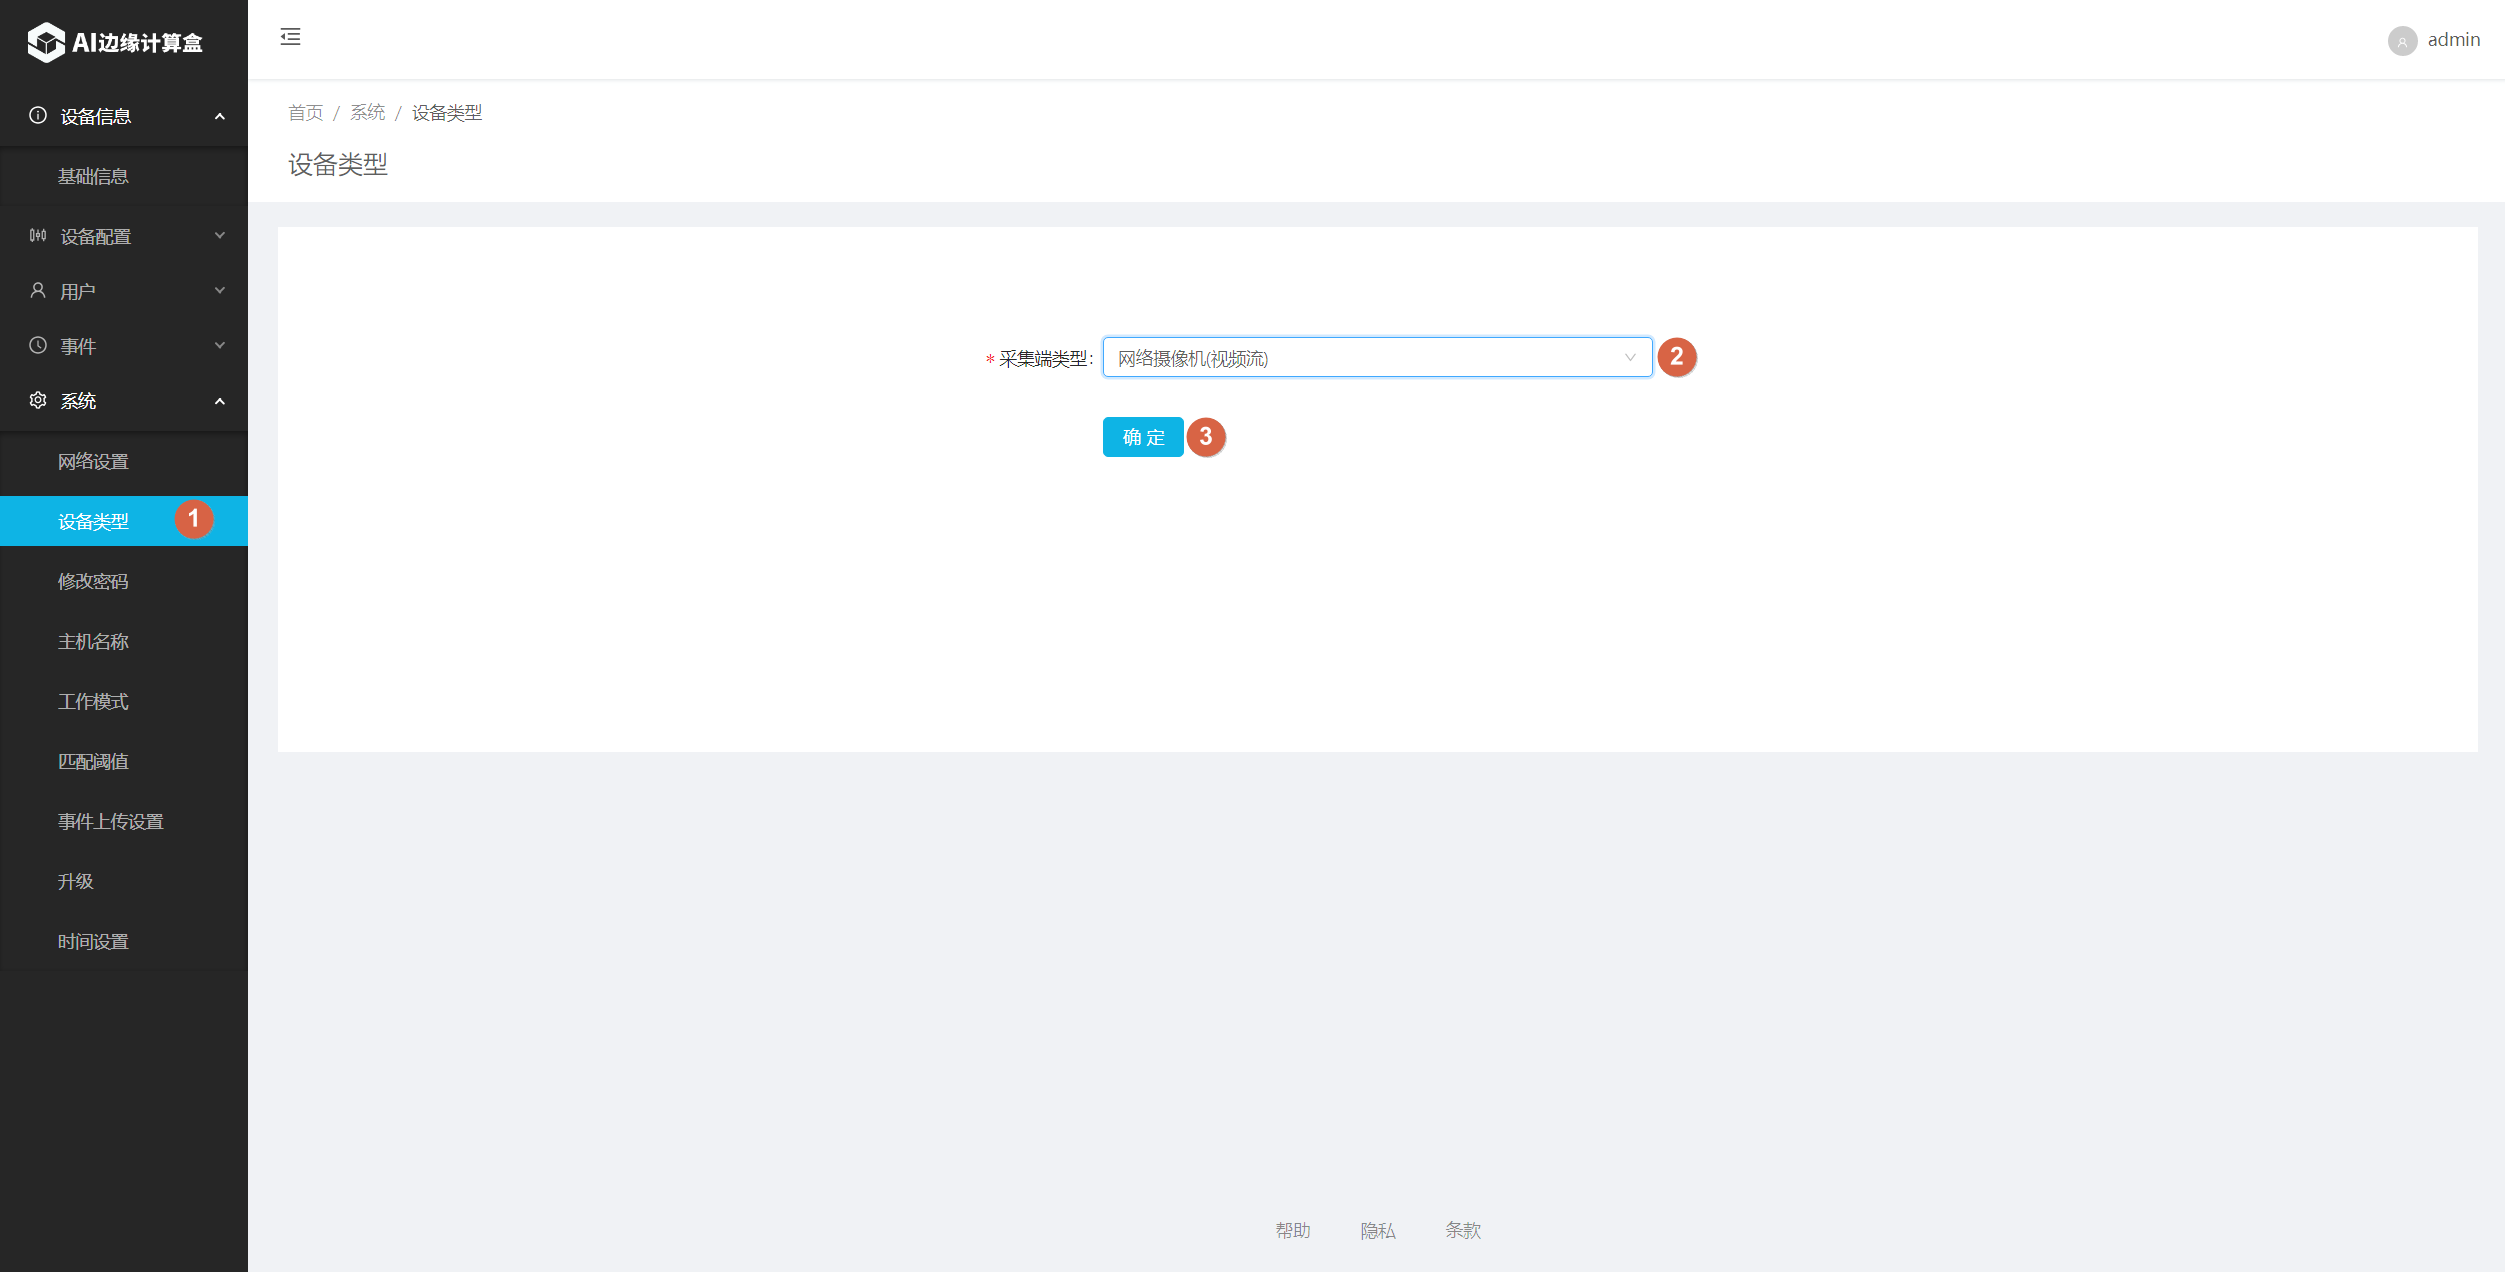 AI边缘计算盒
设备信息
基础信息
设备配置
用户
事件
系统
网络设置
设备类型 1
修改密码
主机名称
工作模式
匹配阈值
事件上传设置
升级
时间设置
admin
首页 / 系统 / 设备类型
设备类型
* 采集端类型: 网络摄像机(视频流) 2
确 定 3
帮助 隐私 条款